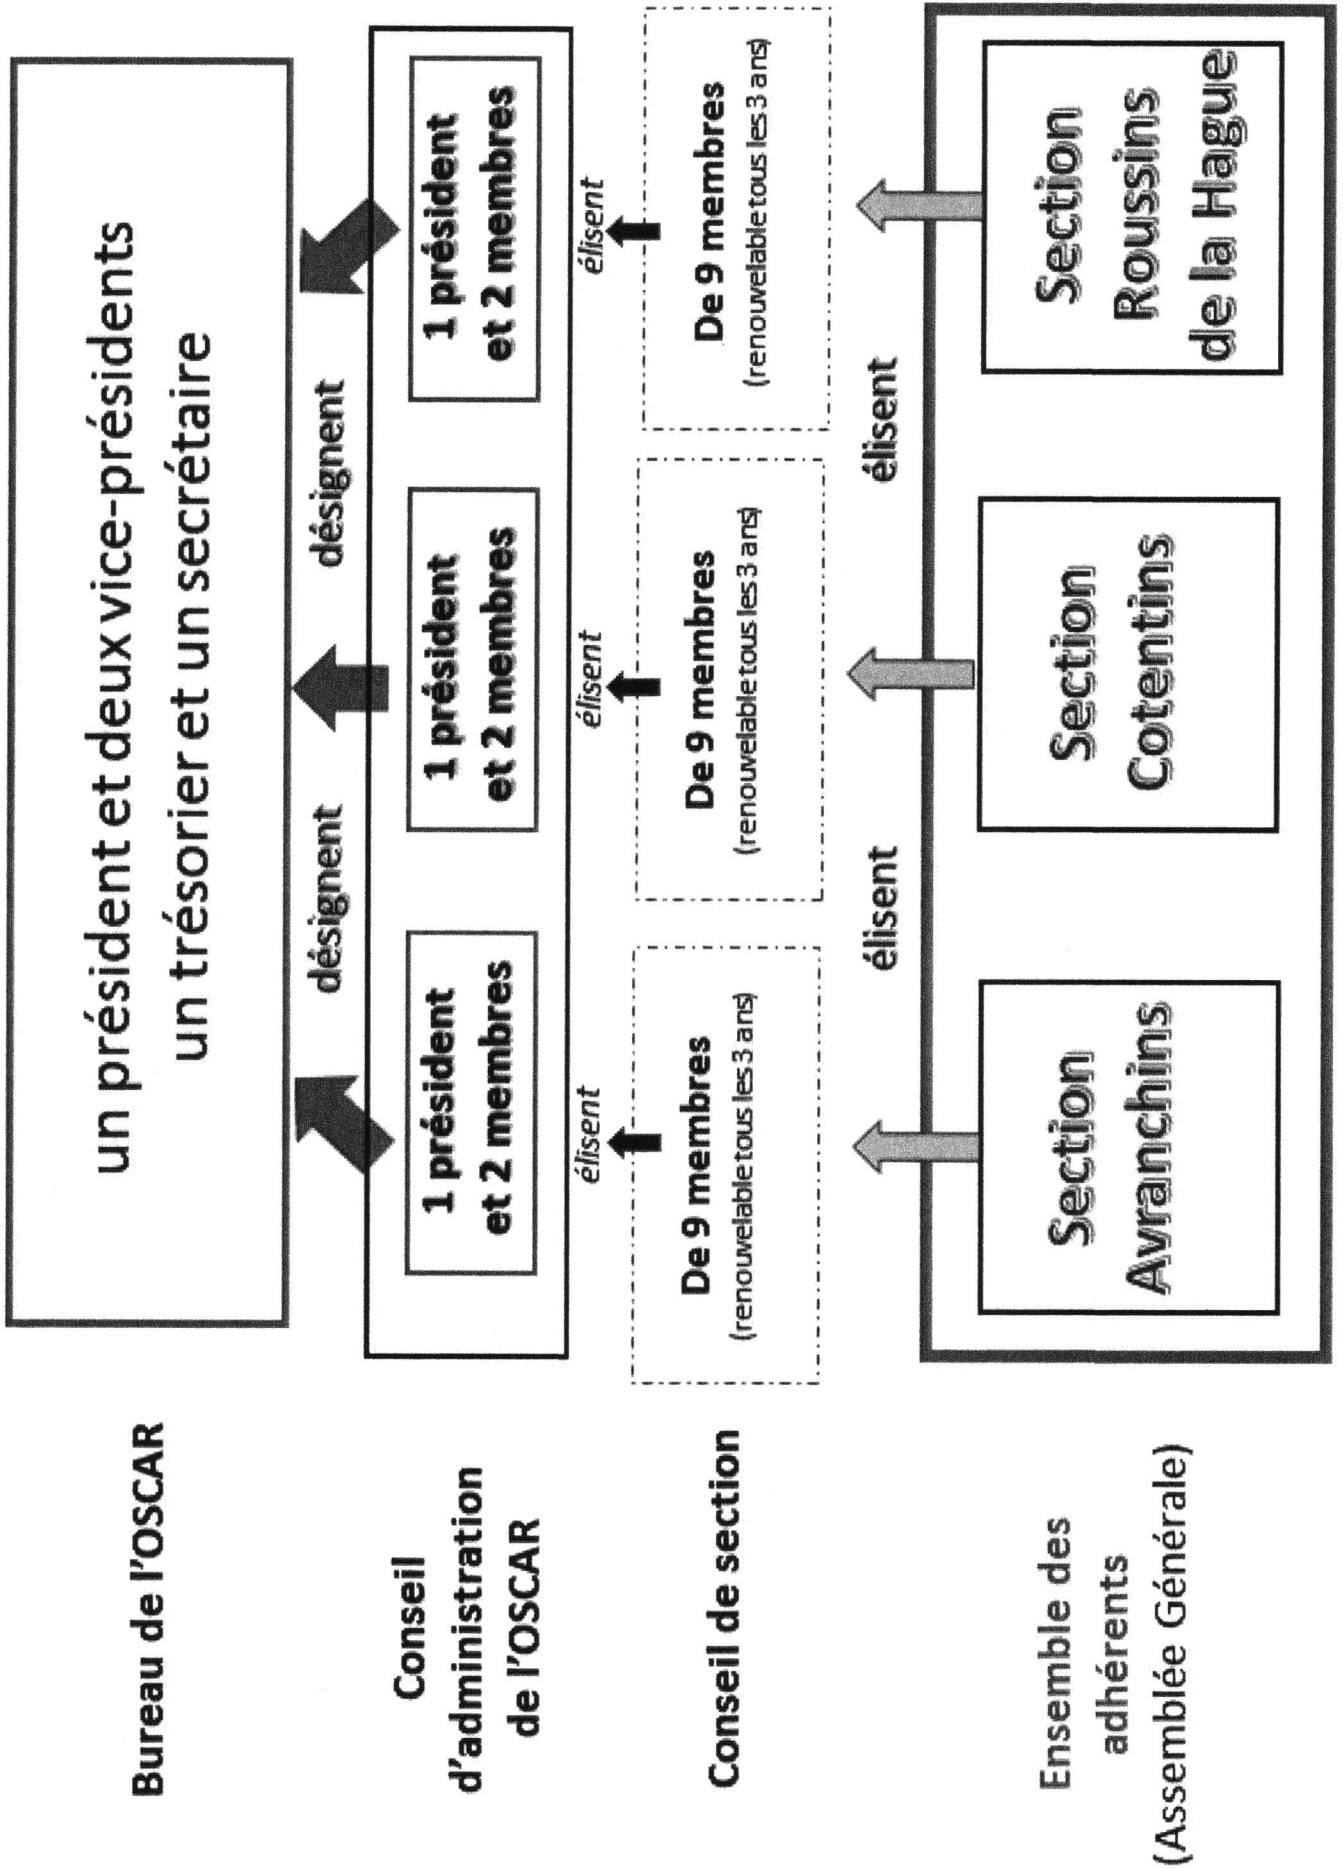 Bureau de l'OSCAR
un président et deux vice-présidents
un trésorier et un secrétaire
désignent
désignent
Conseil
d'administration
de l'OSCAR
1 président
et 2 membres
1 président
et 2 membres
1 président
et 2 membres
élisent
élisent
élisent
Conseil de section
De 9 membres
(renouvelable tous les 3 ans)
De 9 membres
(renouvelable tous les 3 ans)
De 9 membres
(renouvelable tous les 3 ans)
élisent
élisent
Ensemble des
adhérents
(Assemblée Générale)
Section
Avranchins
Section
Cotentins
Section
Roussins
de la Hague